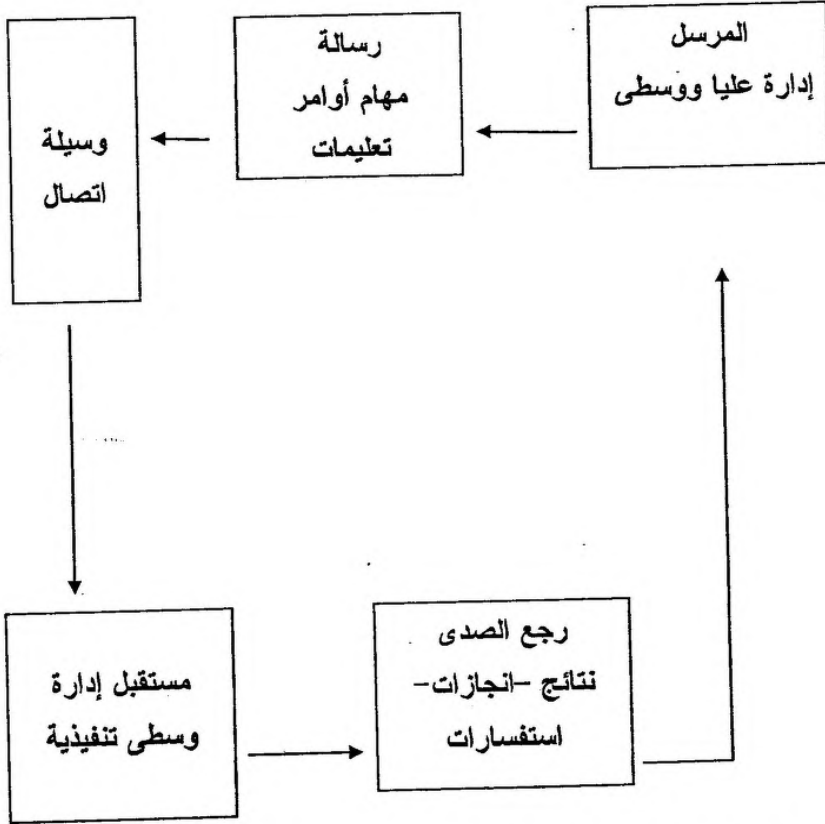 المرسل
إدارة عليا ووسطى
رسالة
مهام أوامر
تعليمات
وسيلة
اتصال
مستقبل إدارة
وسطى تنفيذية
رجع الصدى
نتائج -انجازات-
استفسارات